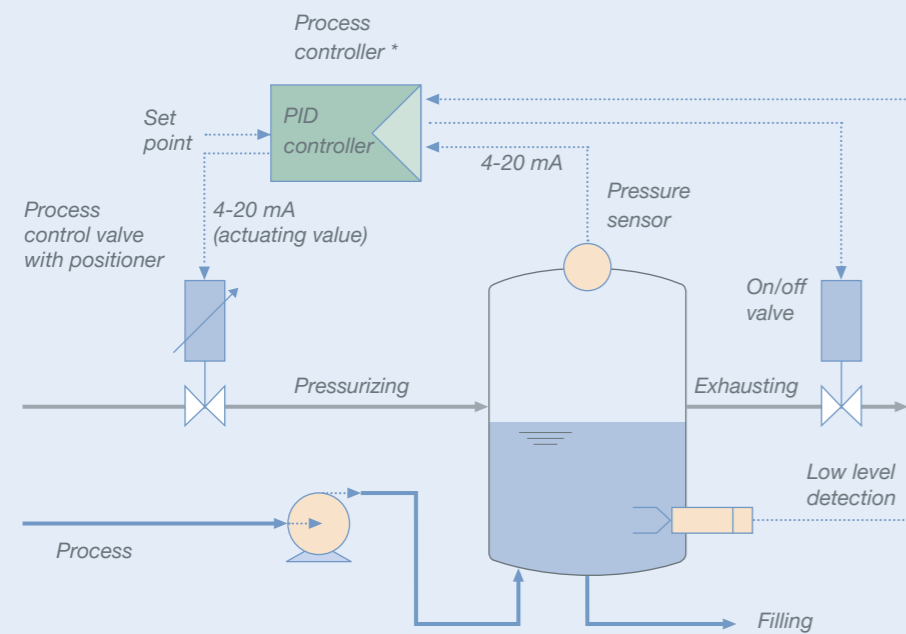 Process
controller *
Set
point
PID
controller
4-20 mA
Pressure
sensor
Process
control valve
with positioner
4-20 mA
(actuating value)
On/off
valve
Pressurizing
Exhausting
Low level
detection
Process
Filling